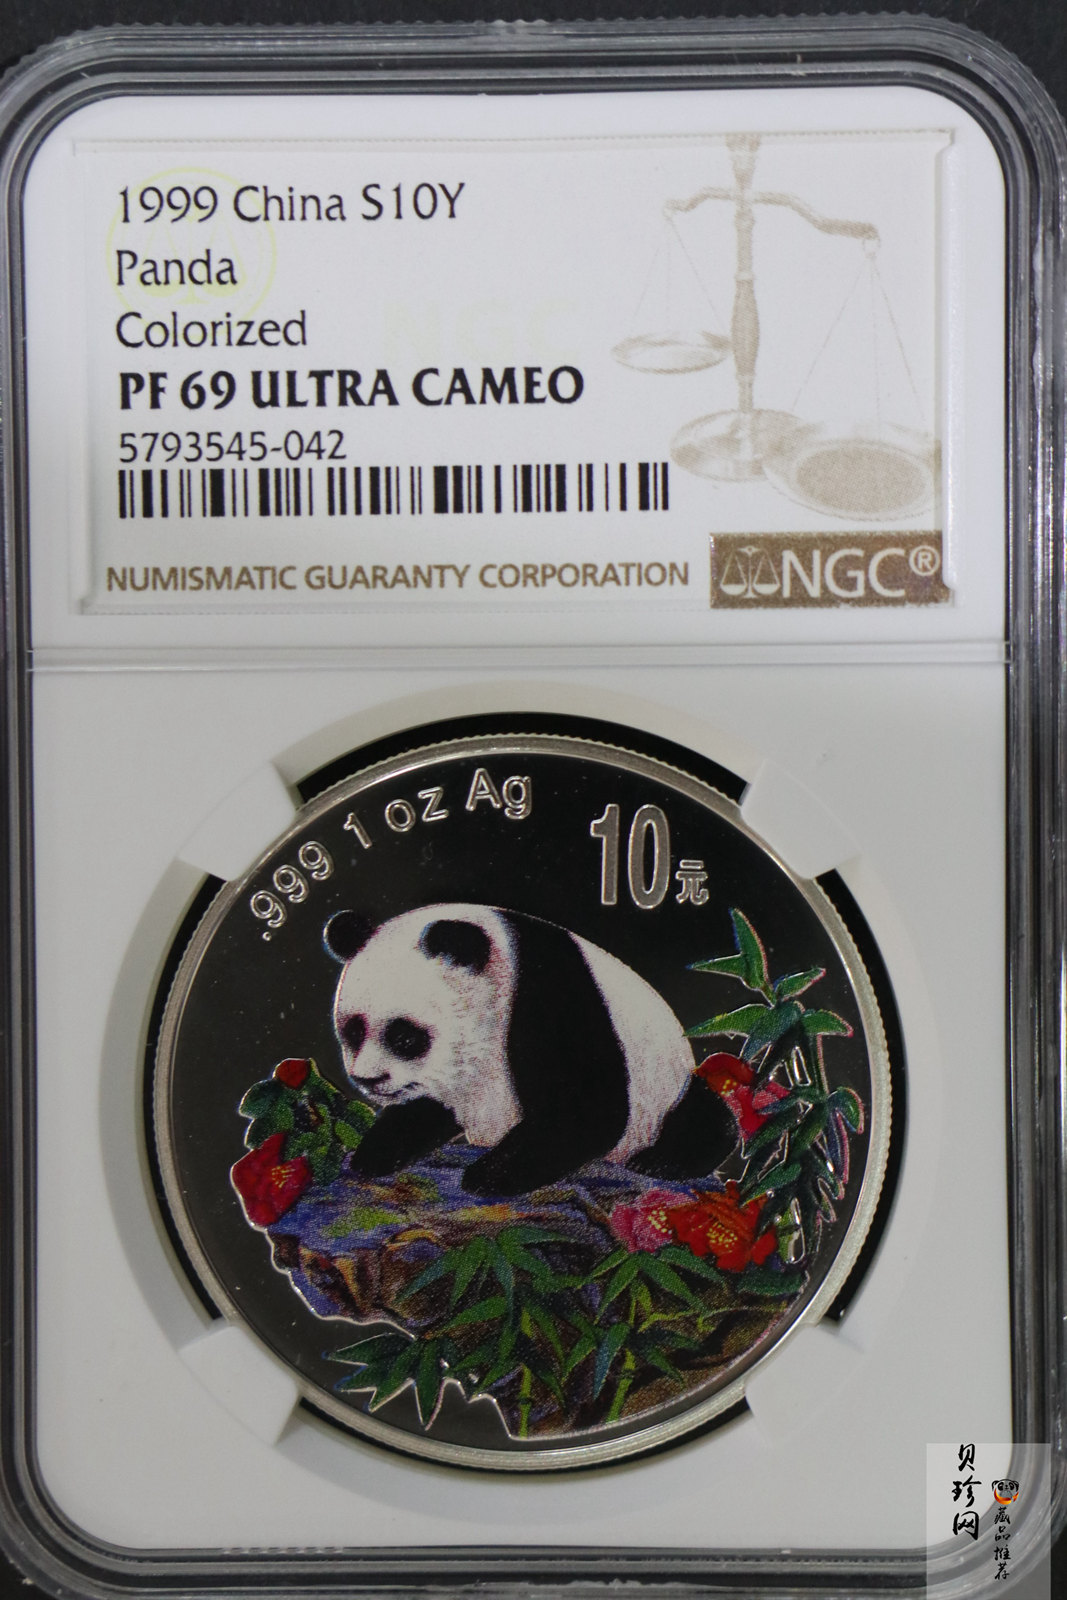 1999 China S10Y
Panda
Colorized
PF 69 ULTRA CAMEO
5793545-042
NUMISMATIC GUARANTY CORPORATION
NGC®
.999 1 oz Ag
10元
贝珍网
藏品推荐